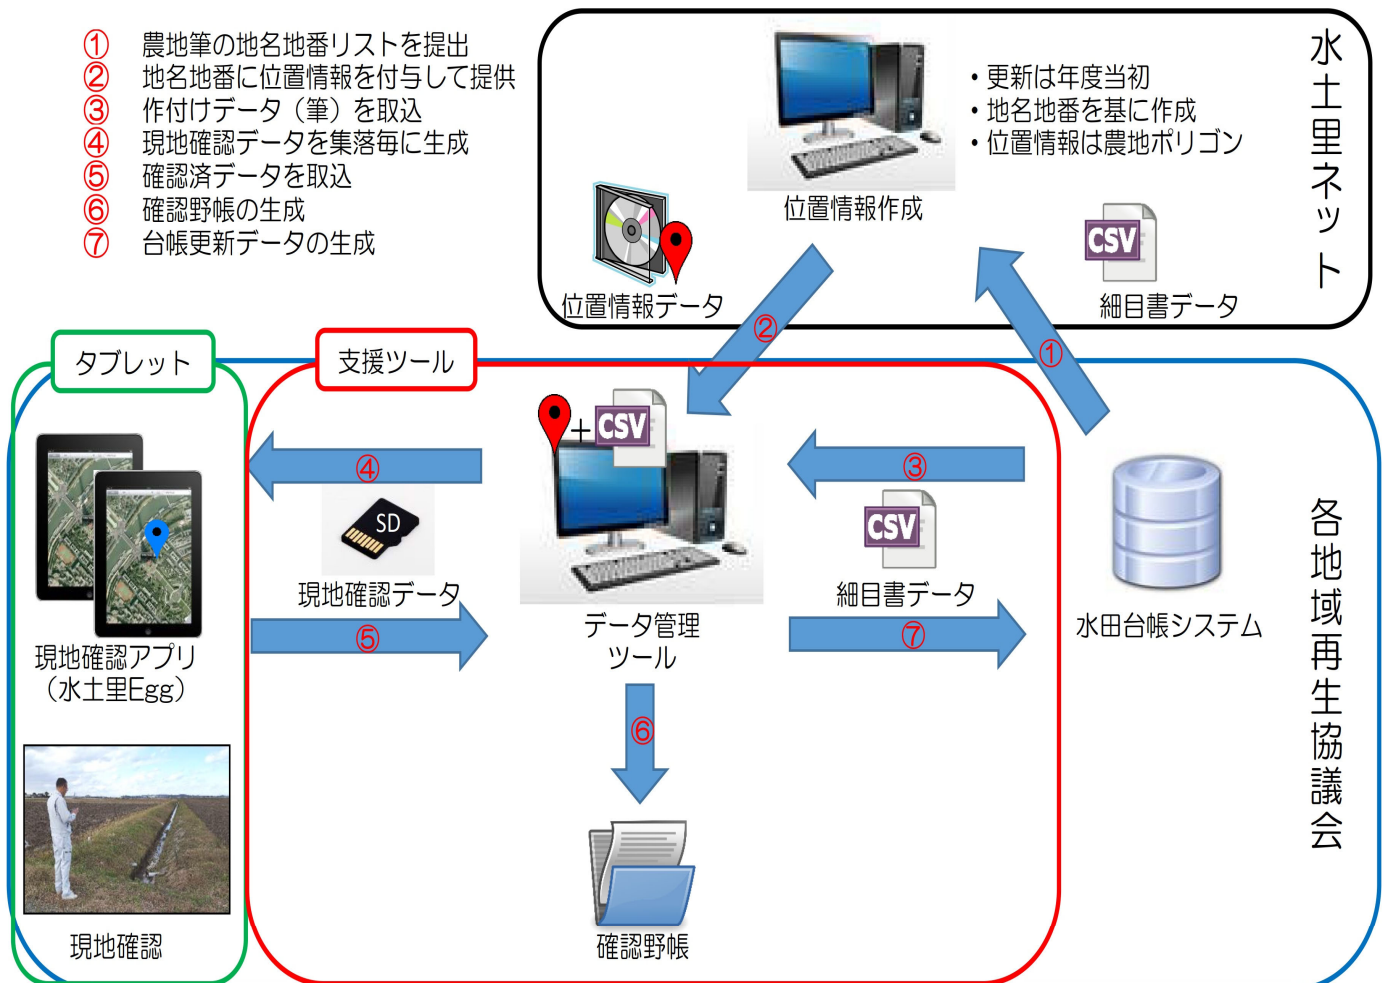 ① 農地筆の地名地番リストを提出
② 地名地番に位置情報を付与して提供
③ 作付けデータ（筆）を取込
④ 現地確認データを集落毎に生成
⑤ 確認済データを取込
⑥ 確認野帳の生成
⑦ 台帳更新データの生成
水土里ネット
・更新は年度当初
・地名地番を基に作成
・位置情報は農地ポリゴン
位置情報作成
CSV
位置情報データ
細目書データ
②
①
タブレット
支援ツール
+
CSV
④
③
SD
CSV
現地確認データ
細目書データ
⑤
⑦
データ管理
ツール
水田台帳システム
現地確認アプリ
（水土里Egg）
⑥
各地域再生協議会
現地確認
確認野帳